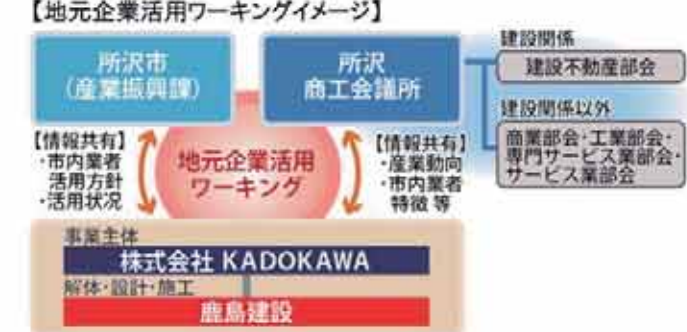 【地元企業活用ワーキングイメージ】
所沢市
(産業振興課)
所沢
商工会議所
建設関係
建設不動産部会
建設関係以外
商業部会・工業部会・
専門サービス業部会・
サービス業部会
【情報共有】
・市内業者
活用方針
・活用状況
地元企業活用
ワーキング
【情報共有】
・産業動向
・市内業者
特徴 等
事業主体
株式会社 KADOKAWA
解体・設計・施工
鹿島建設